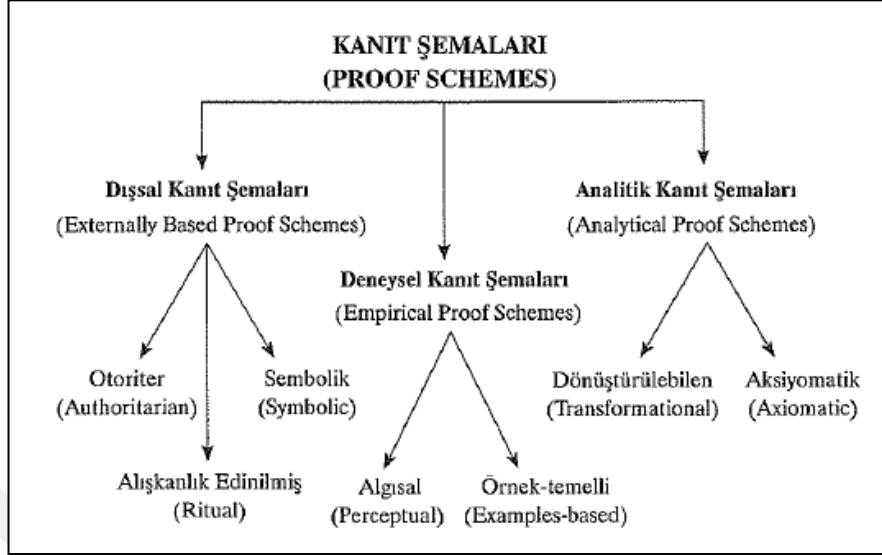 KANIT ŞEMALARI
(PROOF SCHEMES)
Dışsal Kanıt Şemaları
(Externally Based Proof Schemes)
Analitik Kanıt Şemaları
(Analytical Proof Schemes)
Deneysel Kanıt Şemaları
(Empirical Proof Schemes)
Otoriter
(Authoritarian)
Sembolik
(Symbolic)
Dönüştürülebilen
(Transformational)
Aksiyomatik
(Axiomatic)
Alışkanlık Edinilmiş
(Ritual)
Algısal
(Perceptual)
Örnek-temelli
(Examples-based)